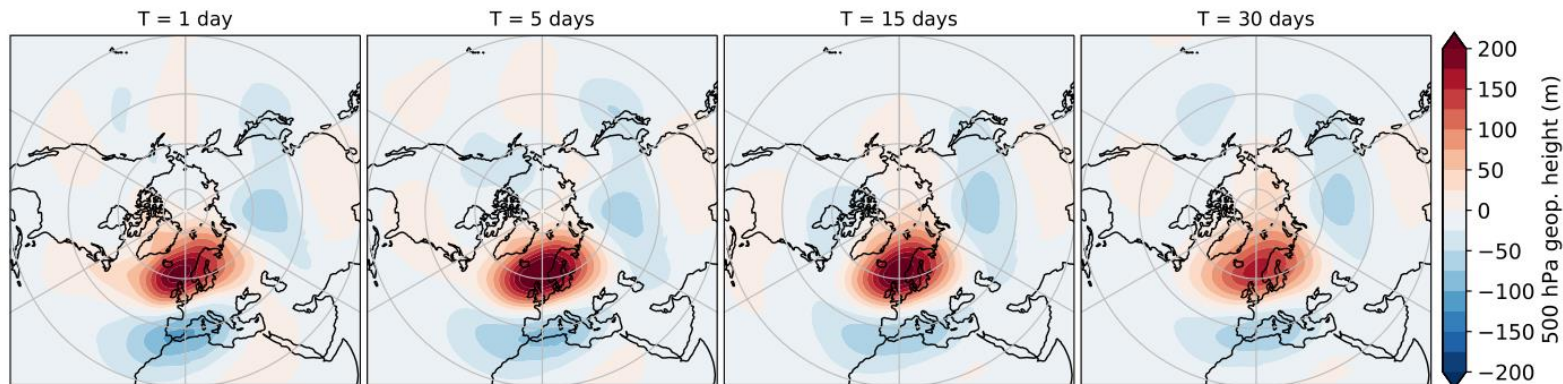 T = 1 day
T = 5 days
T = 15 days
T = 30 days
200
150
100
50
0
−50
−100
−150
−200
500 hPa geop. height (m)